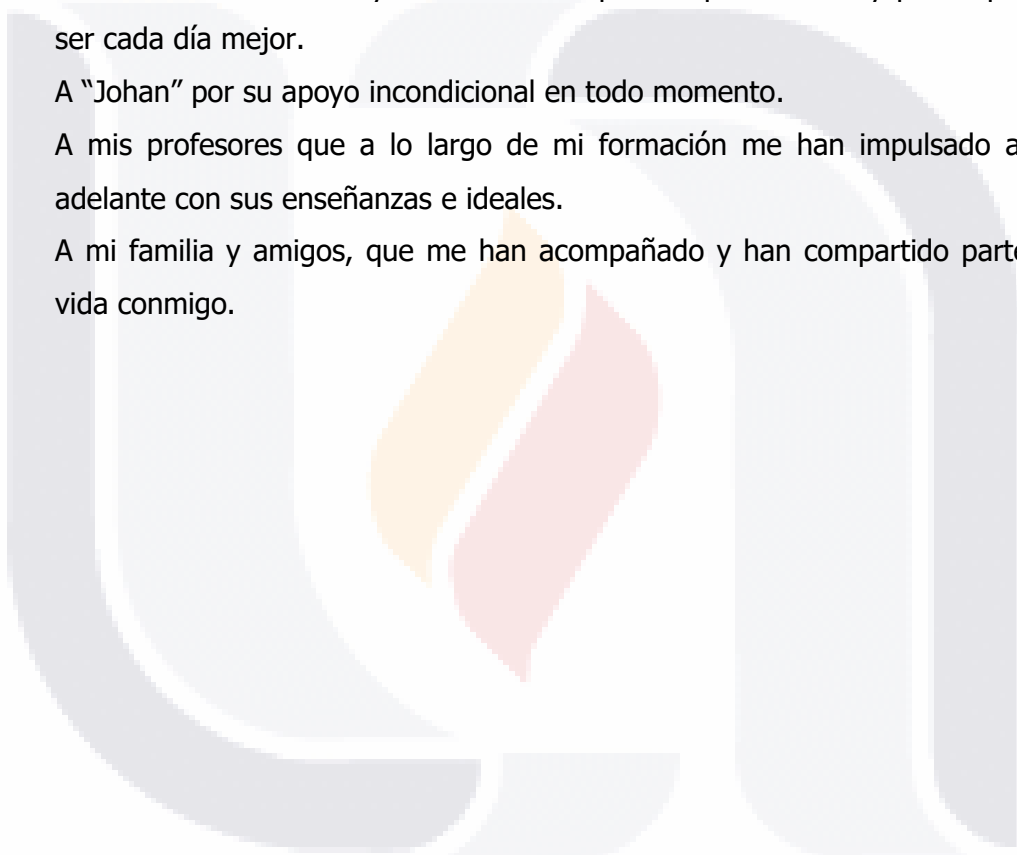 ser cada día mejor.
A “Johan” por su apoyo incondicional en todo momento.
A mis profesores que a lo largo de mi formación me han impulsado a
adelante con sus enseñanzas e ideales.
A mi familia y amigos, que me han acompañado y han compartido parte
vida conmigo.